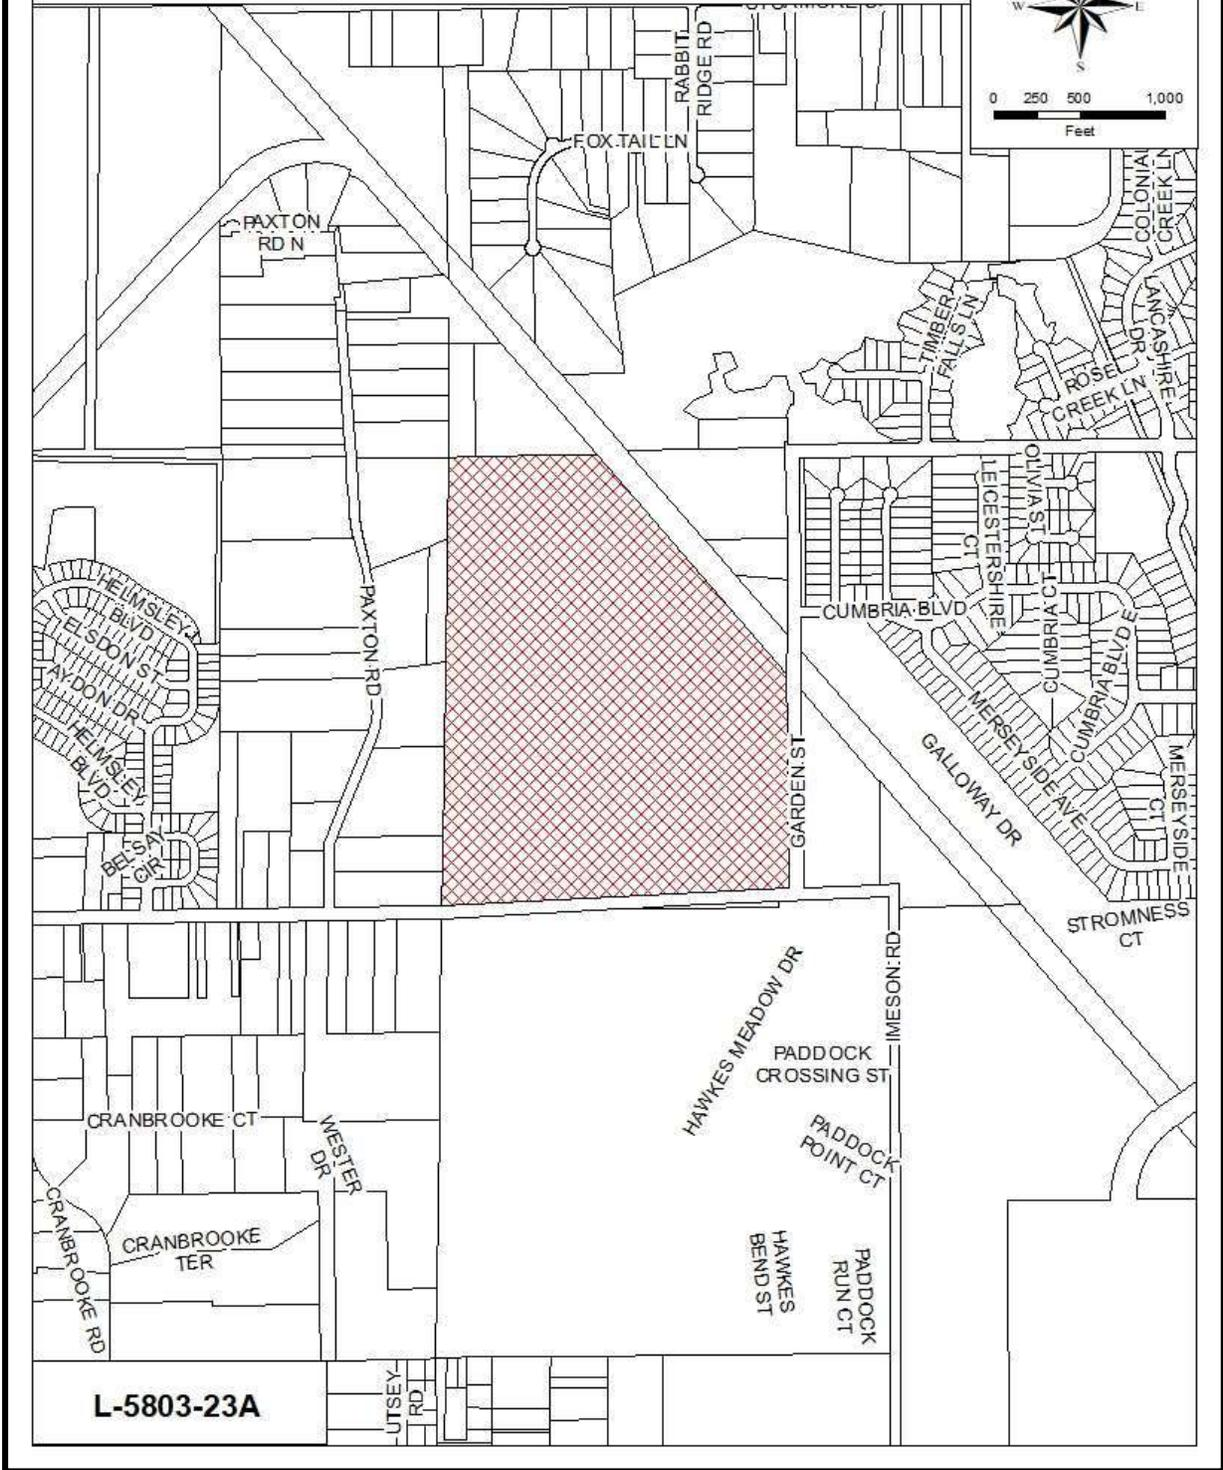 W
E
S
0 250 500 1,000
Feet
RABBIT
RIDGE RD
FOX TAIL LN
PAXTON
RD N
COLONIAL
CREEK LN
TIMBER
FALLS LN
LANCASHIRE
DR
ROSE
CREEK LN
OLIVIA ST
LEICESTERSHIRE
CT
HELMSLEY
BLVD
ELSDON ST
AYDON DR
HELMSLEY
BLVD
BELSAY
CIR
PAXTON RD
CUMBRIA BLVD
CUMBRIA CT
CUMBRIA BLVD E
MERSEYSIDE AVE
GALLOWAY DR
GARDEN ST
MERSEYSIDE
CT
STROMNESS
CT
IMESON RD
HAWKES MEADOW DR
PADDOCK
CROSSING ST
PADDOCK
POINT CT
CRANBROOKE CT
WESTER
DR
CRANBROOKE RD
CRANBROOKE
TER
HAWKES
BEND ST
PADDOCK
RUN CT
UTSEY
RD
L-5803-23A